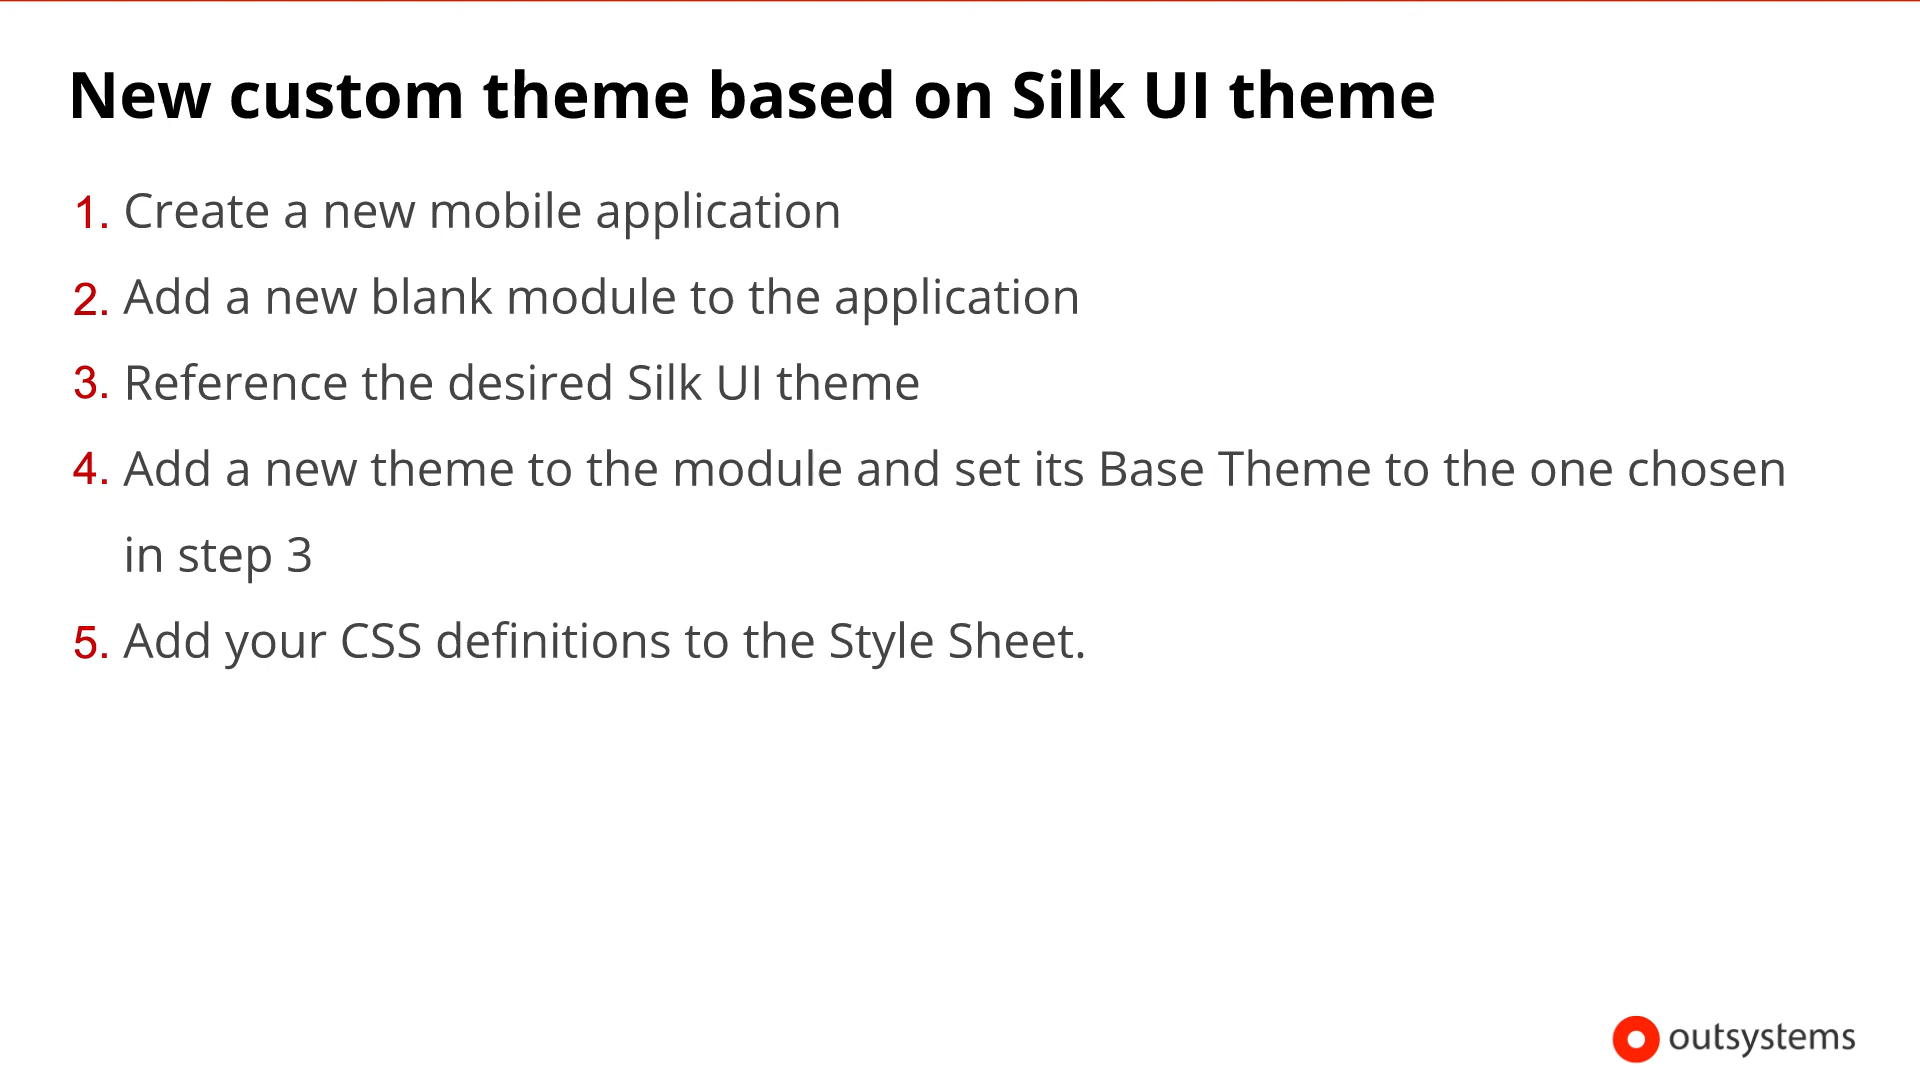 New custom theme based on Silk UI theme
1. Create a new mobile application
2. Add a new blank module to the application
3. Reference the desired Silk UI theme
4. Add a new theme to the module and set its Base Theme to the one chosen
in step 3
5. Add your CSS definitions to the Style Sheet.
outsystems